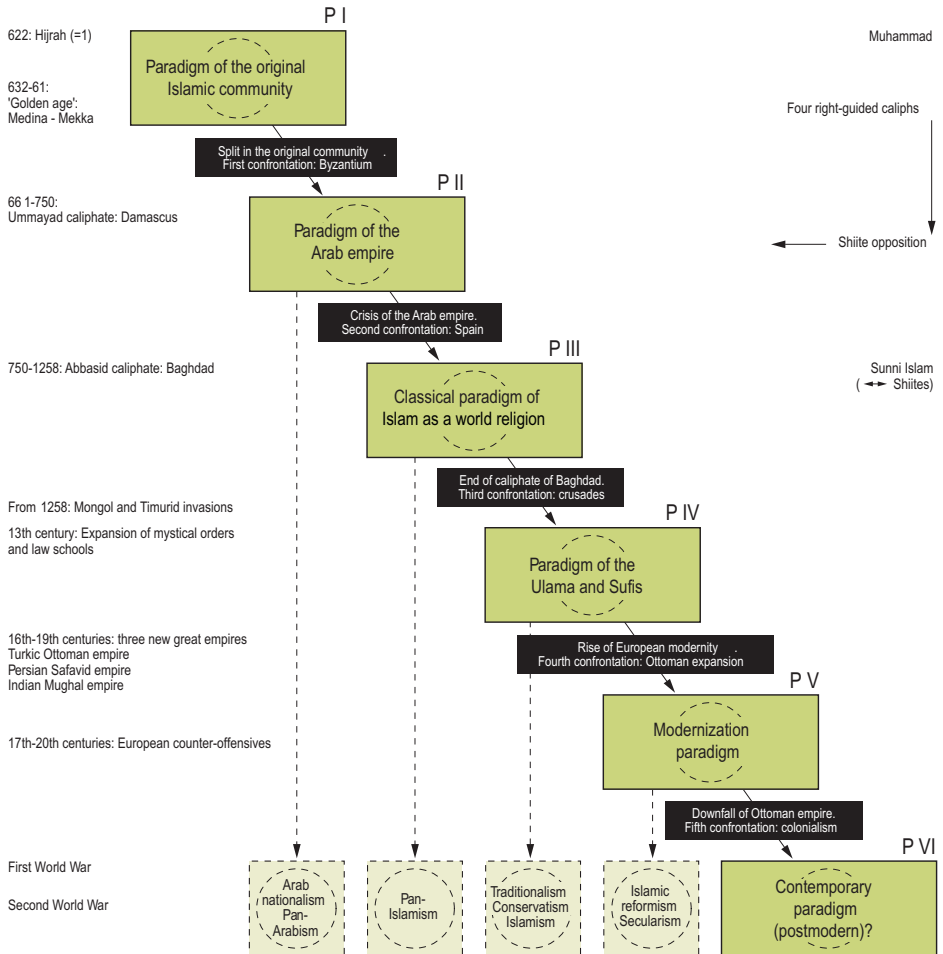 P I
622: Hijrah (=1)
Muhammad
Paradigm of the original
Islamic community
632-61:
'Golden age':
Medina - Mekka
Four right-guided caliphs
Split in the original community .
First confrontation: Byzantium
P II
66 1-750:
Ummayad caliphate: Damascus
Paradigm of the
Arab empire
Shiite opposition
Crisis of the Arab empire.
Second confrontation: Spain
P III
750-1258: Abbasid caliphate: Baghdad
Sunni Islam
( ↔ Shiites)
Classical paradigm of
Islam as a world religion
End of caliphate of Baghdad.
Third confrontation: crusades
From 1258: Mongol and Timurid invasions
P IV
13th century: Expansion of mystical orders
and law schools
Paradigm of the
Ulama and Sufis
16th-19th centuries: three new great empires
Turkic Ottoman empire
Persian Safavid empire
Indian Mughal empire
Rise of European modernity .
Fourth confrontation: Ottoman expansion
P V
17th-20th centuries: European counter-offensives
Modernization
paradigm
Downfall of Ottoman empire.
Fifth confrontation: colonialism
P VI
First World War
Second World War
Arab
nationalism
Pan-
Arabism
Pan-
Islamism
Traditionalism
Conservatism
Islamism
Islamic
reformism
Secularism
Contemporary
paradigm
(postmodern)?